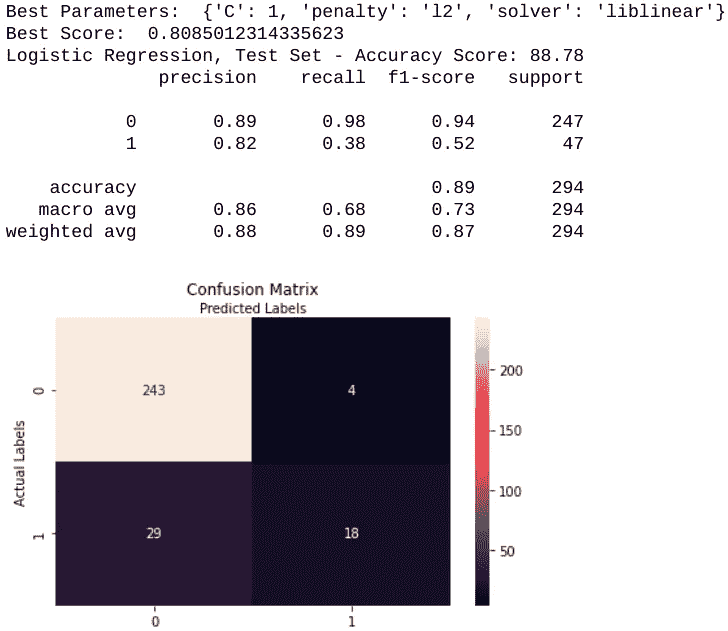 Best Parameters:  {'C': 1, 'penalty': 'l2', 'solver': 'liblinear'}
Best Score:  0.8085012314335623
Logistic Regression, Test Set - Accuracy Score: 88.78
              precision    recall  f1-score   support
           0       0.89      0.98      0.94       247
           1       0.82      0.38      0.52        47
    accuracy                           0.89       294
   macro avg       0.86      0.68      0.73       294
weighted avg       0.88      0.89      0.87       294
Confusion Matrix
Predicted Labels
Actual Labels
0
243
4
1
29
18
0
1
200
150
100
50